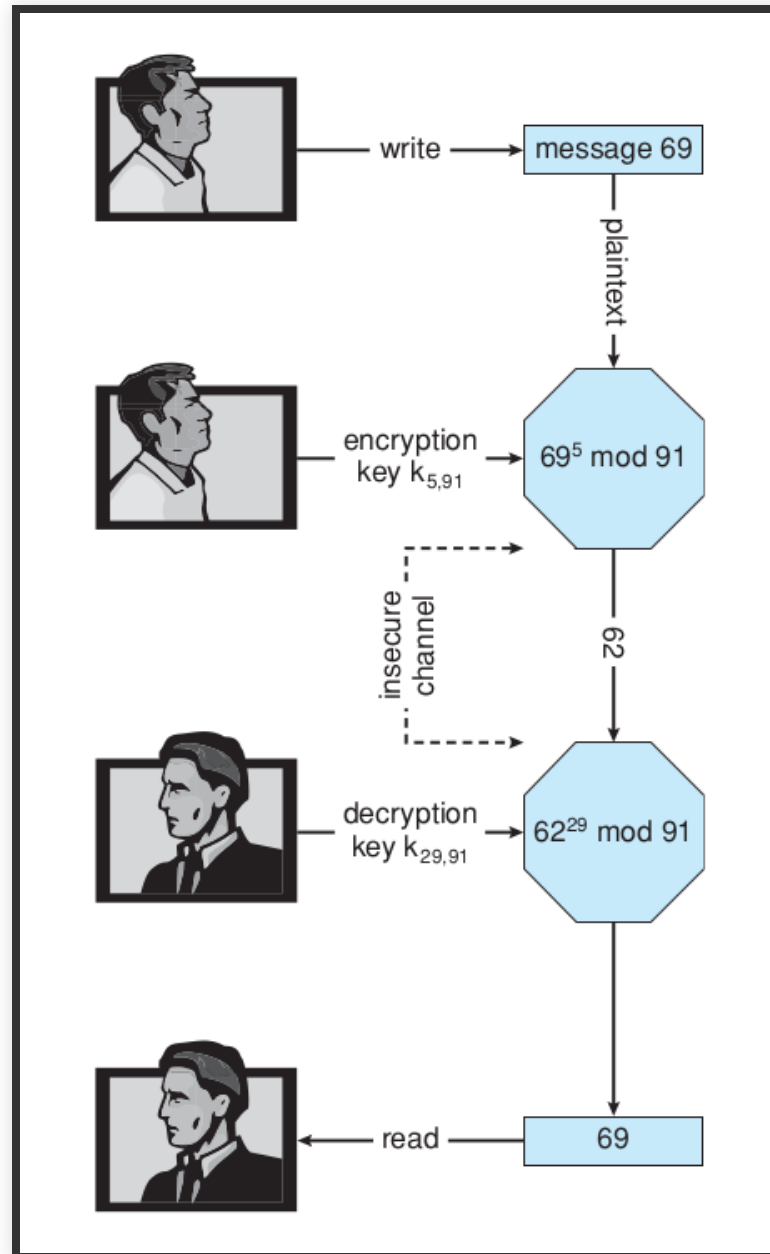 write
message 69
plaintext
encryption
key k₅,₉₁
69⁵ mod 91
insecure
channel
62
decryption
key k₂₉,₉₁
62²⁹ mod 91
read
69